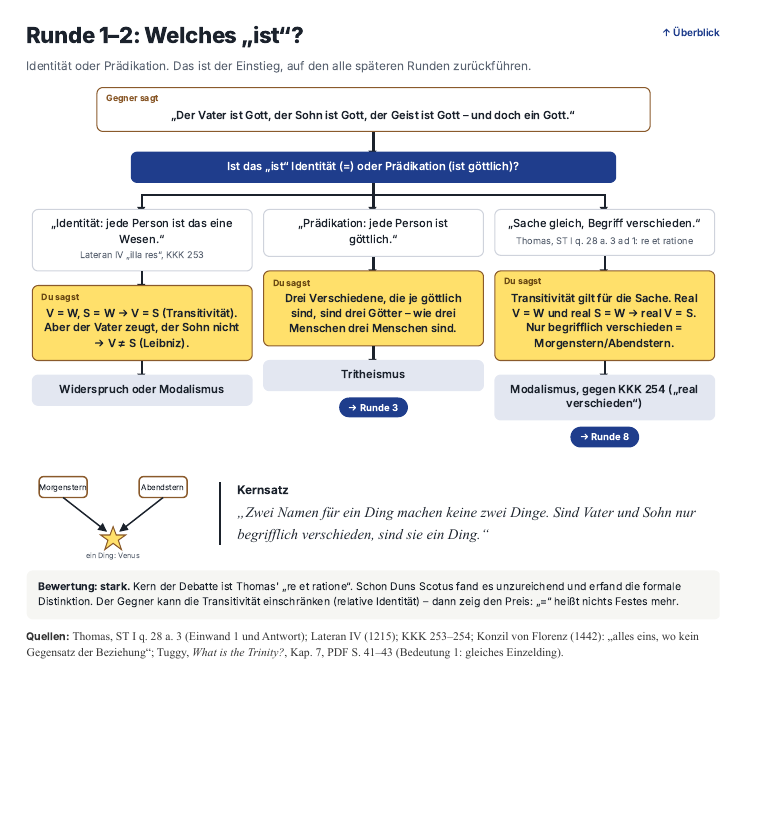 Runde 1–2: Welches „ist“?
↑ Überblick
Identität oder Prädikation. Das ist der Einstieg, auf den alle späteren Runden zurückführen.
Gegner sagt
„Der Vater ist Gott, der Sohn ist Gott, der Geist ist Gott – und doch ein Gott.“
Ist das „ist“ Identität (=) oder Prädikation (ist göttlich)?
„Identität: jede Person ist das eine
Wesen.“
Lateran IV „illa res“, KKK 253
Du sagst
V = W, S = W → V = S (Transitivität).
Aber der Vater zeugt, der Sohn nicht
→ V ≠ S (Leibniz).
Widerspruch oder Modalismus
„Prädikation: jede Person ist
göttlich.“
Du sagst
Drei Verschiedene, die je göttlich
sind, sind drei Götter – wie drei
Menschen drei Menschen sind.
Tritheismus
→ Runde 3
„Sache gleich, Begriff verschieden.“
Thomas, ST I q. 28 a. 3 ad 1: re et ratione
Du sagst
Transitivität gilt für die Sache. Real
V = W und real S = W → real V = S.
Nur begrifflich verschieden =
Morgenstern/Abendstern.
Modalismus, gegen KKK 254 („real
verschieden“)
→ Runde 8
Morgenstern
Abendstern
ein Ding: Venus
Kernsatz
„Zwei Namen für ein Ding machen keine zwei Dinge. Sind Vater und Sohn nur
begrifflich verschieden, sind sie ein Ding.“
Bewertung: stark. Kern der Debatte ist Thomas' „re et ratione“. Schon Duns Scotus fand es unzureichend und erfand die formale
Distinktion. Der Gegner kann die Transitivität einschränken (relative Identität) – dann zeig den Preis: „=“ heißt nichts Festes mehr.
Quellen: Thomas, ST I q. 28 a. 3 (Einwand 1 und Antwort); Lateran IV (1215); KKK 253–254; Konzil von Florenz (1442): „alles eins, wo kein
Gegensatz der Beziehung“; Tuggy, What is the Trinity?, Kap. 7, PDF S. 41–43 (Bedeutung 1: gleiches Einzelding).